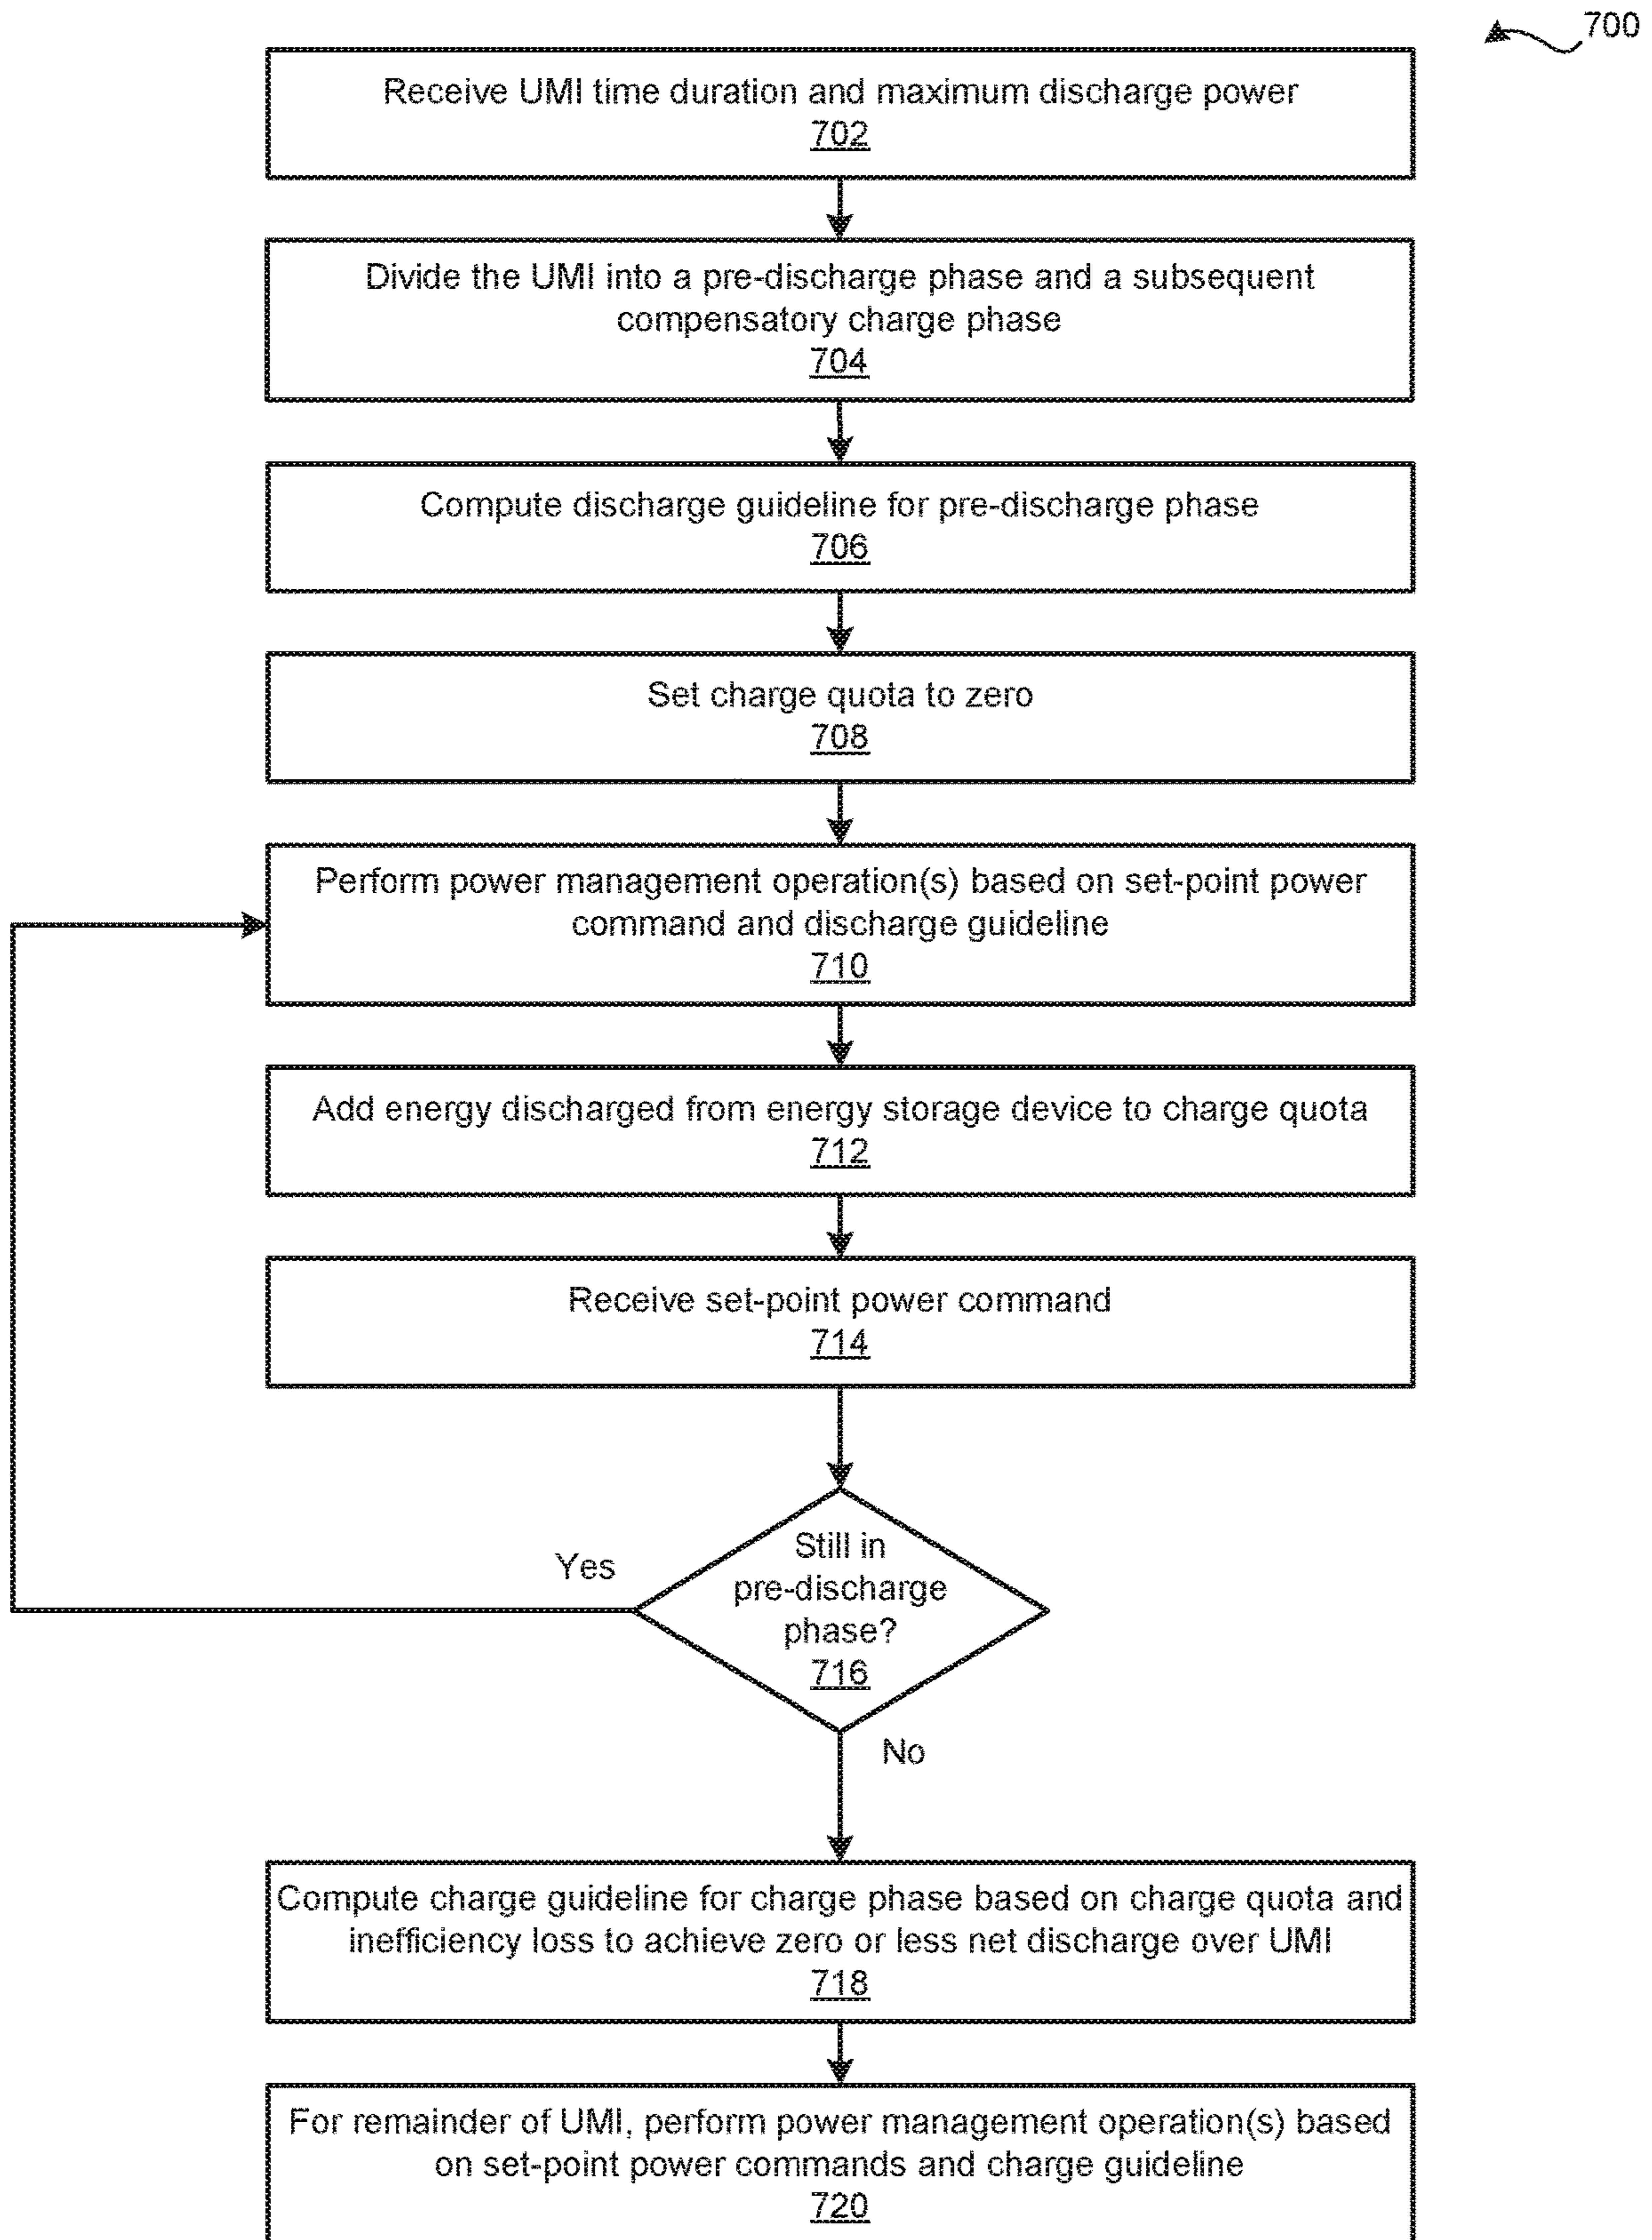 700
Receive UMI time duration and maximum discharge power
702
Divide the UMI into a pre-discharge phase and a subsequent
compensatory charge phase
704
Compute discharge guideline for pre-discharge phase
706
Set charge quota to zero
708
Perform power management operation(s) based on set-point power
command and discharge guideline
710
Add energy discharged from energy storage device to charge quota
712
Receive set-point power command
714
Still in
pre-discharge
phase?
716
Yes
No
Compute charge guideline for charge phase based on charge quota and
inefficiency loss to achieve zero or less net discharge over UMI
718
For remainder of UMI, perform power management operation(s) based
on set-point power commands and charge guideline
720